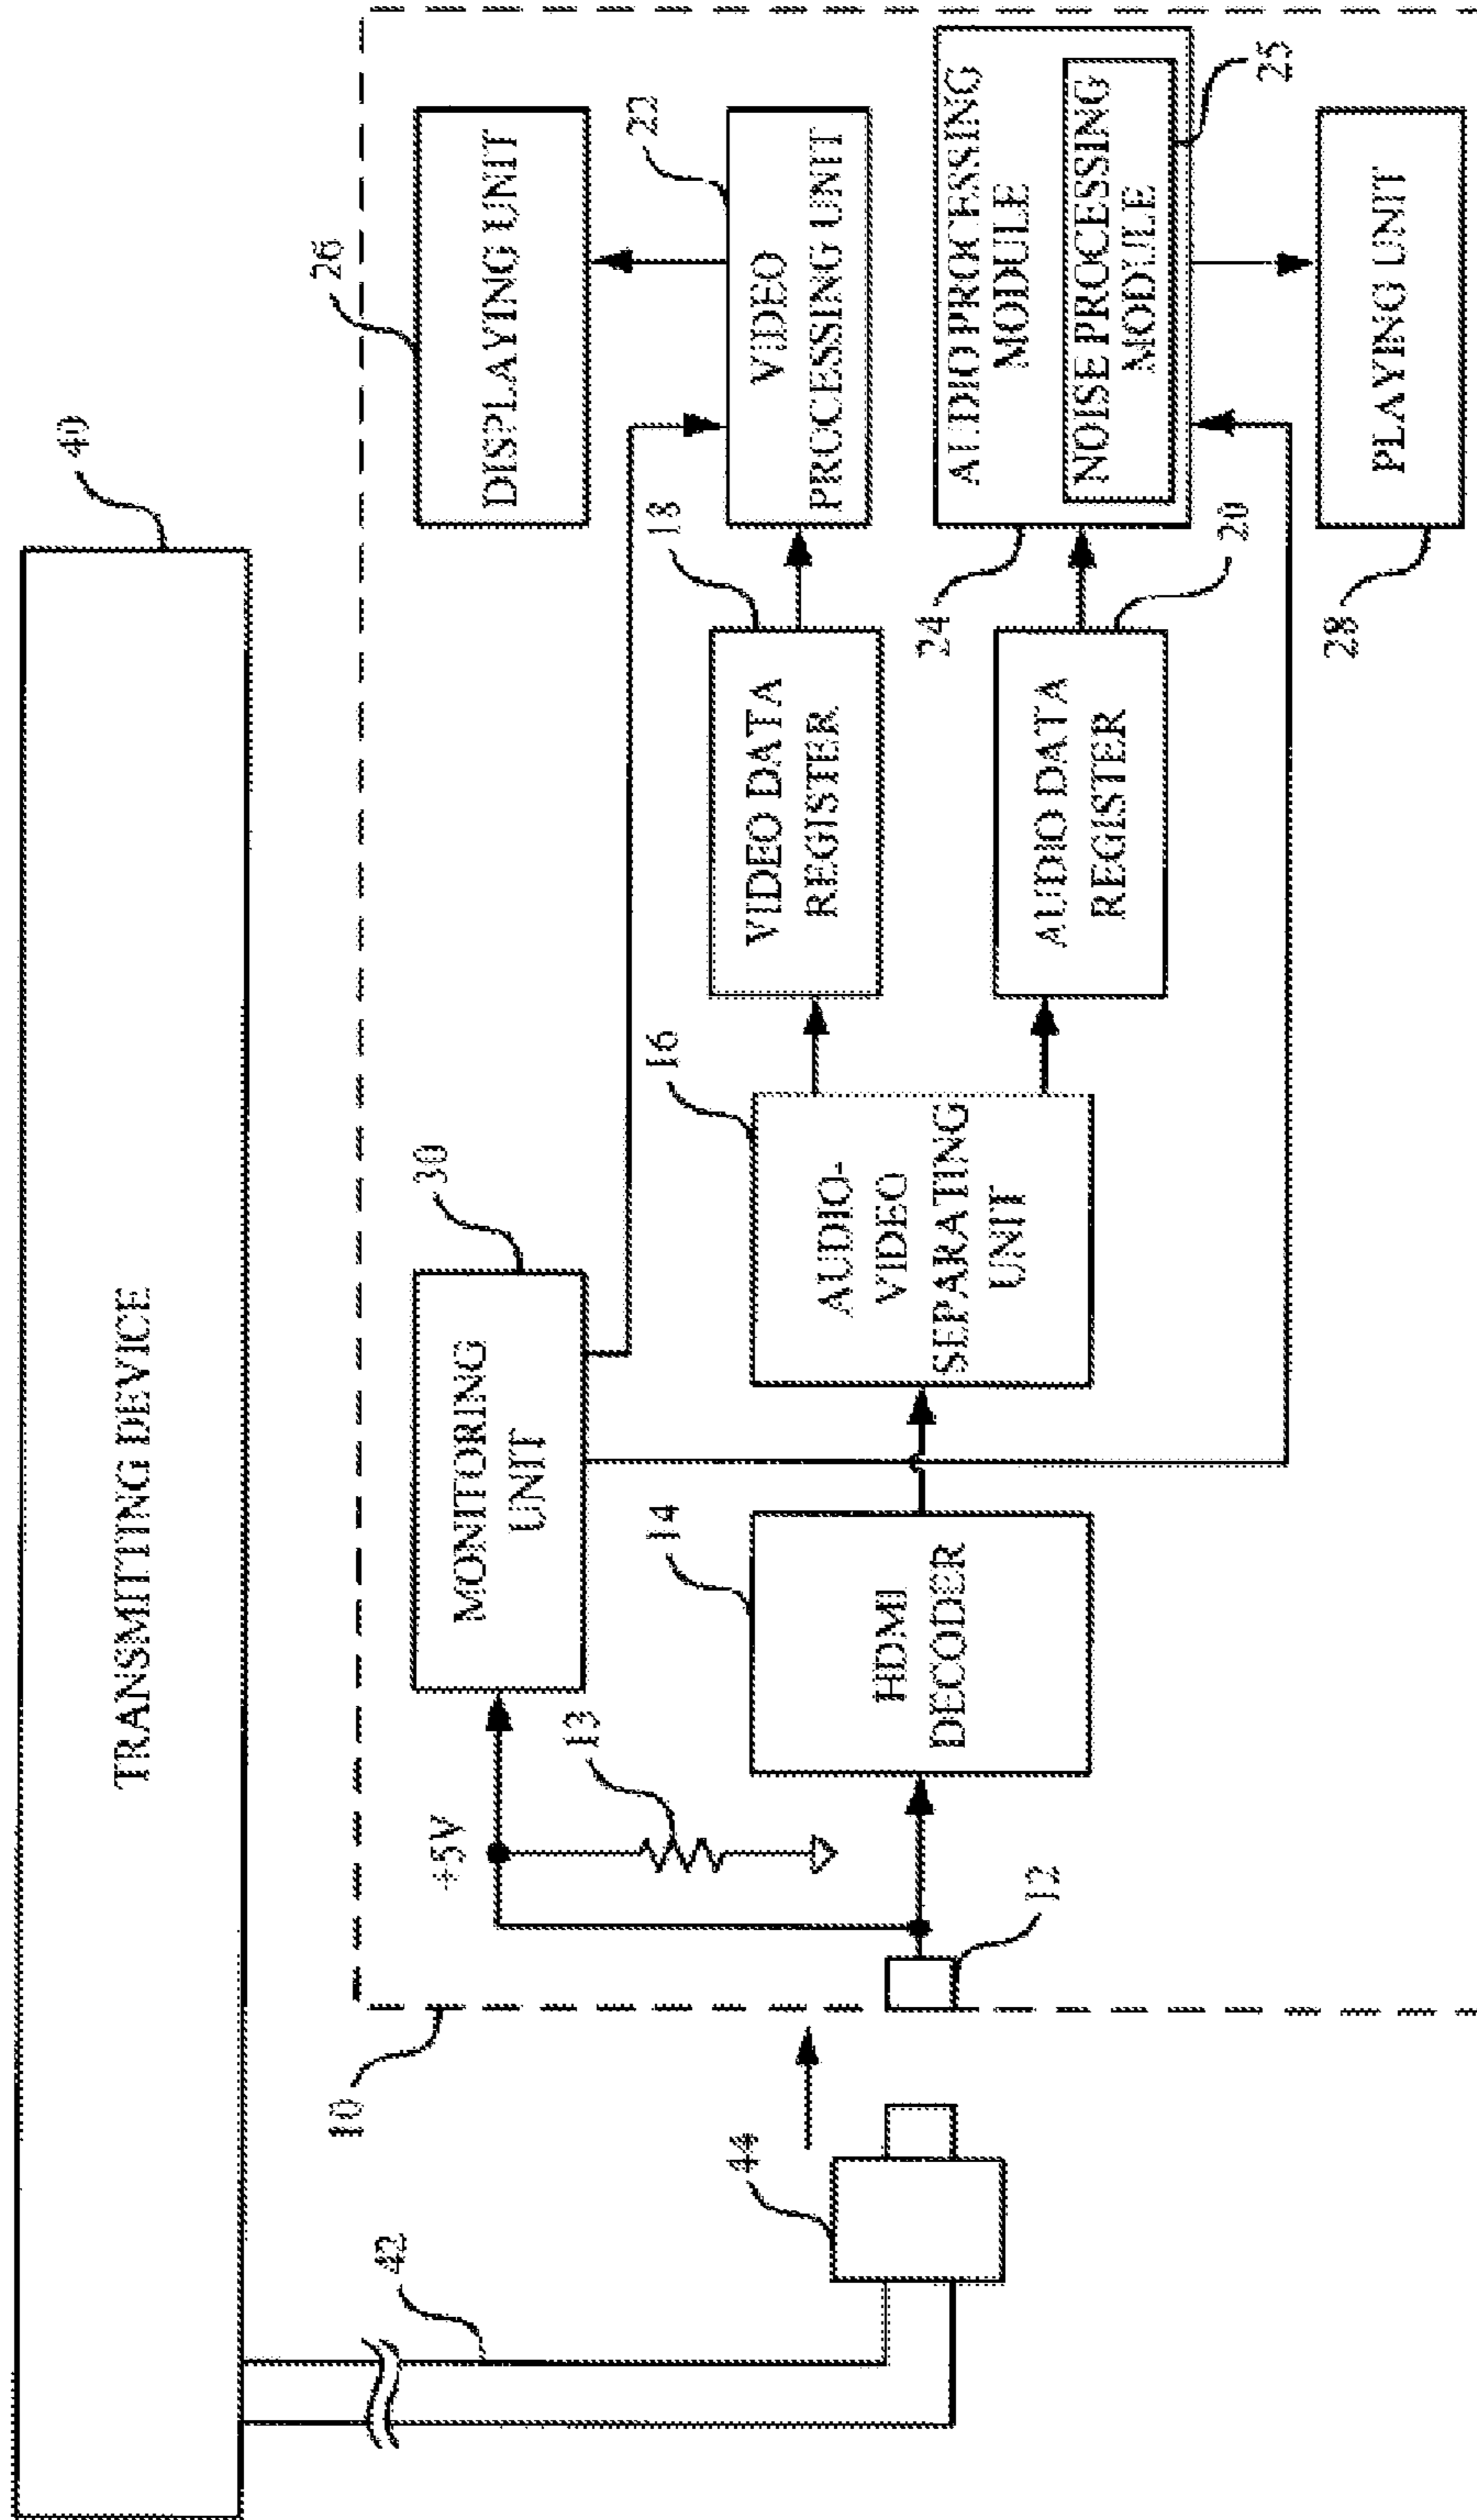 TRANSMITTING DEVICE
40
42
44
10
12
+5V
13
MONITORING
UNIT
30
HDMI
DECODER
14
AUDIO-
VIDEO
SEPARATING
UNIT
16
VIDEO DATA
REGISTER
18
AUDIO DATA
REGISTER
20
DISPLAYING UNIT
26
VIDEO
PROCESSING UNIT
22
AUDIO PROCESSING
MODULE
24
NOISE PROCESSING
MODULE
25
PLAYING UNIT
28